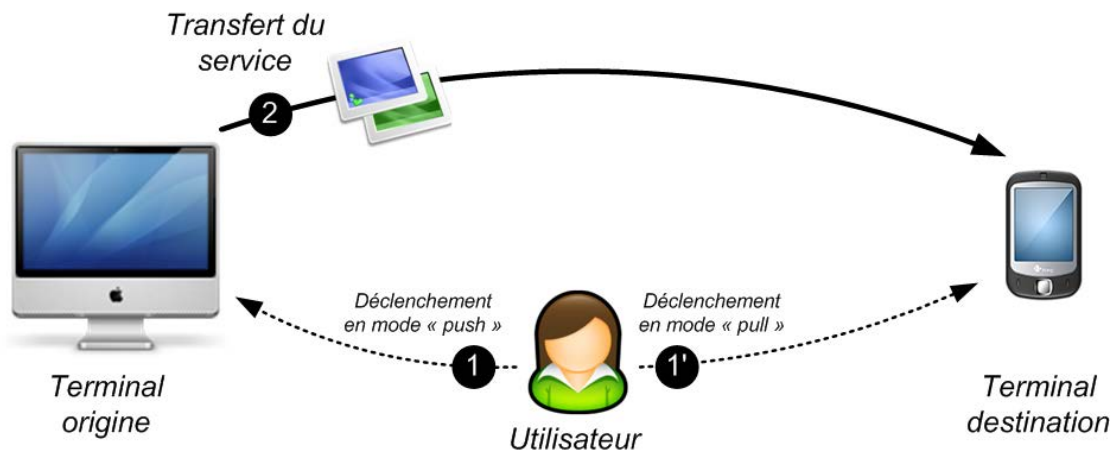 Transfert du
service
2
Déclenchement
en mode « push »
Déclenchement
en mode « pull »
1
1'
Terminal
origine
Utilisateur
Terminal
destination